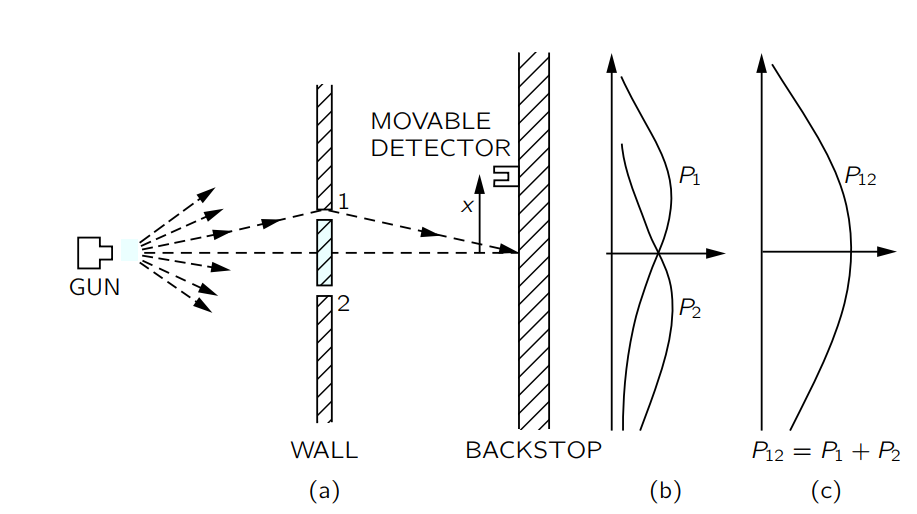 MOVABLE
DETECTOR
1
x
P₁
P₁₂
GUN
2
P₂
WALL
BACKSTOP
P₁₂ = P₁ + P₂
(a)
(b)
(c)